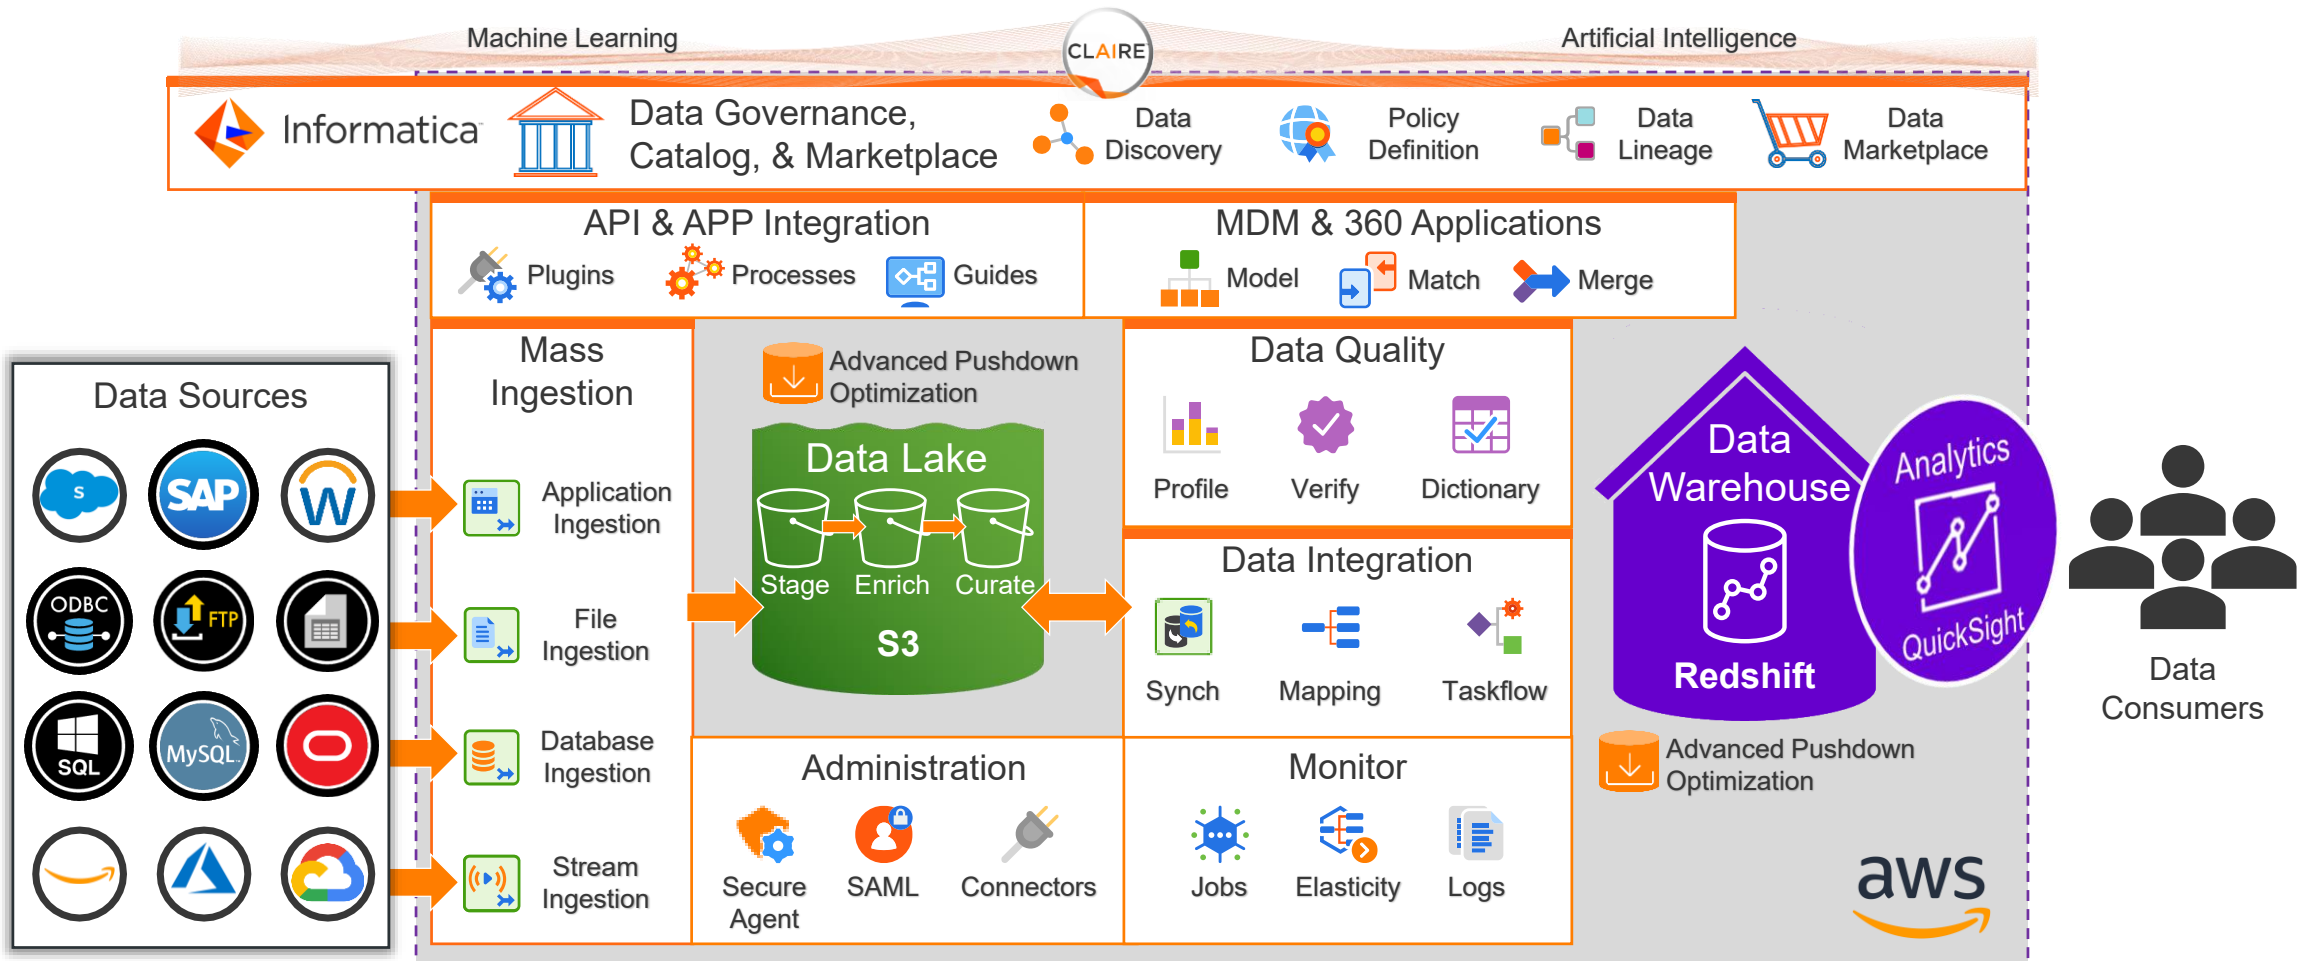 Machine Learning
CLAIRE
Artificial Intelligence
Informatica
Data Governance,
Catalog, & Marketplace
Data
Discovery
Policy
Definition
Data
Lineage
Data
Marketplace
API & APP Integration
Plugins
Processes
Guides
MDM & 360 Applications
Model
Match
Merge
Data Sources
S
SAP
W
ODBC
FTP
SQL
MySQL
Mass
Ingestion
Application
Ingestion
File
Ingestion
Database
Ingestion
Stream
Ingestion
Advanced Pushdown
Optimization
Data Lake
Stage
Enrich
Curate
S3
Data Quality
Profile
Verify
Dictionary
Data Integration
Synch
Mapping
Taskflow
Administration
Secure
Agent
SAML
Connectors
Monitor
Jobs
Elasticity
Logs
Data
Warehouse
Redshift
Analytics
QuickSight
Advanced Pushdown
Optimization
aws
Data
Consumers